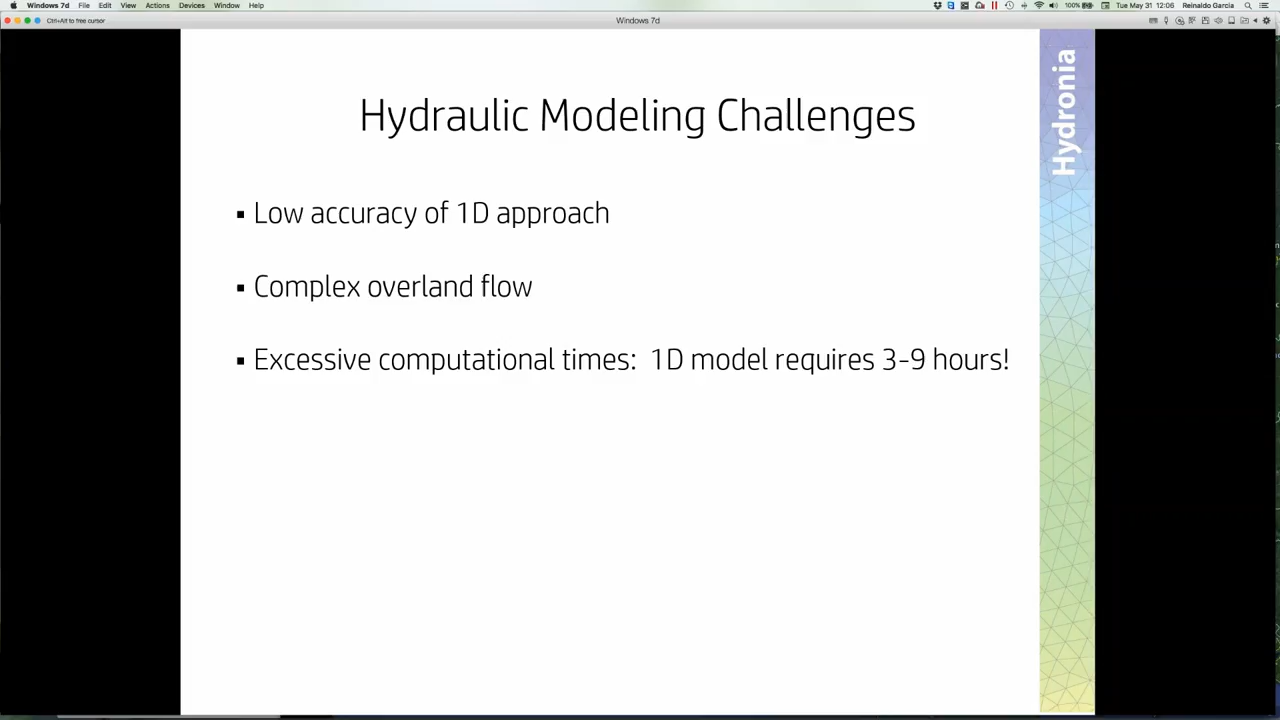 Windows 7d File Edit View Actions Devices Window Help 100% Tue May 31 12:06 Reinaldo Garcia
Ctrl+Alt to free cursor Windows 7d
Hydraulic Modeling Challenges
Hydronia
▪ Low accuracy of 1D approach
▪ Complex overland flow
▪ Excessive computational times: 1D model requires 3-9 hours!